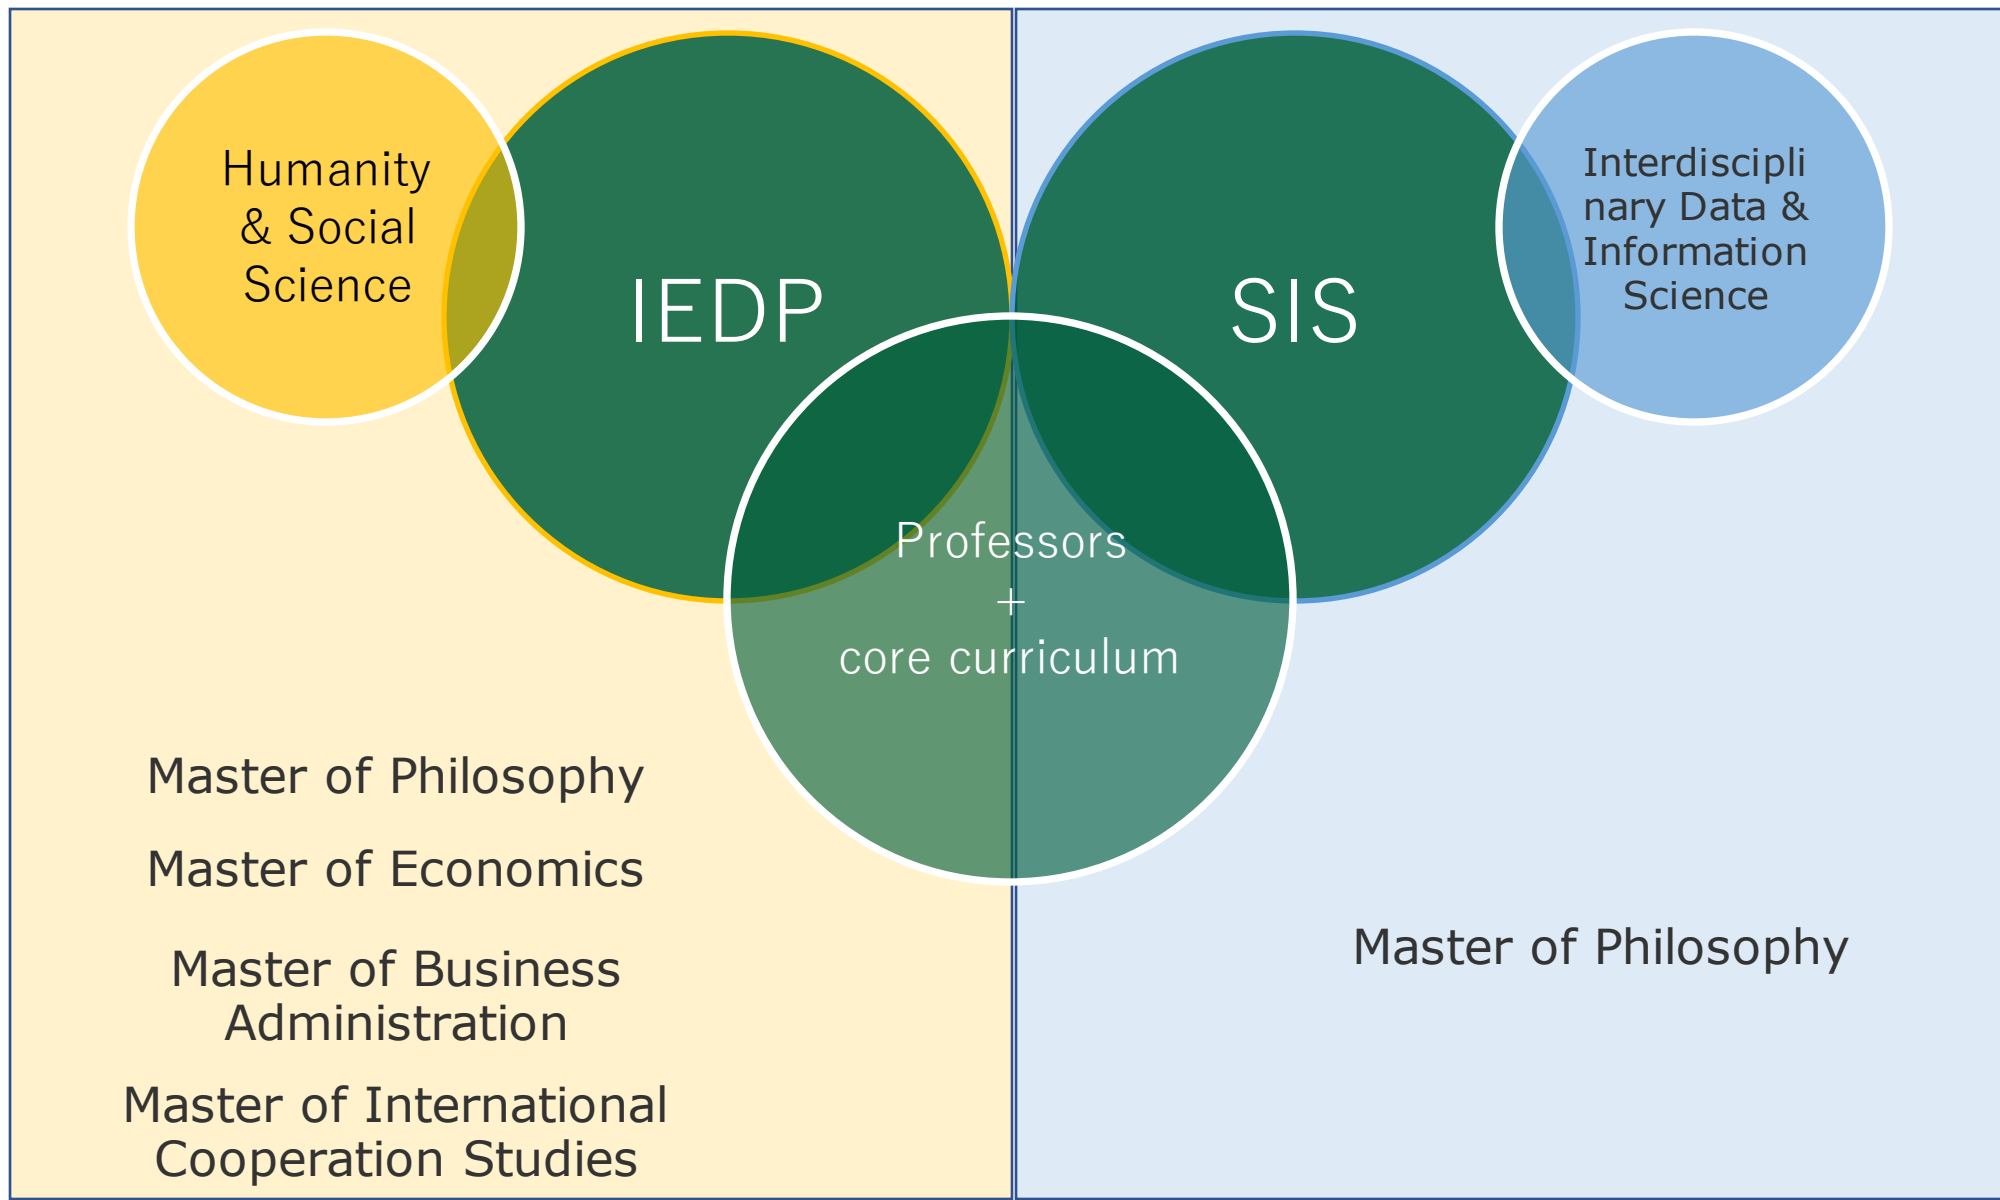 Humanity
& Social
Science
IEDP
SIS
Interdiscipli
nary Data &
Information
Science
Professors
+
core curriculum
Master of Philosophy
Master of Economics
Master of Business
Administration
Master of International
Cooperation Studies
Master of Philosophy